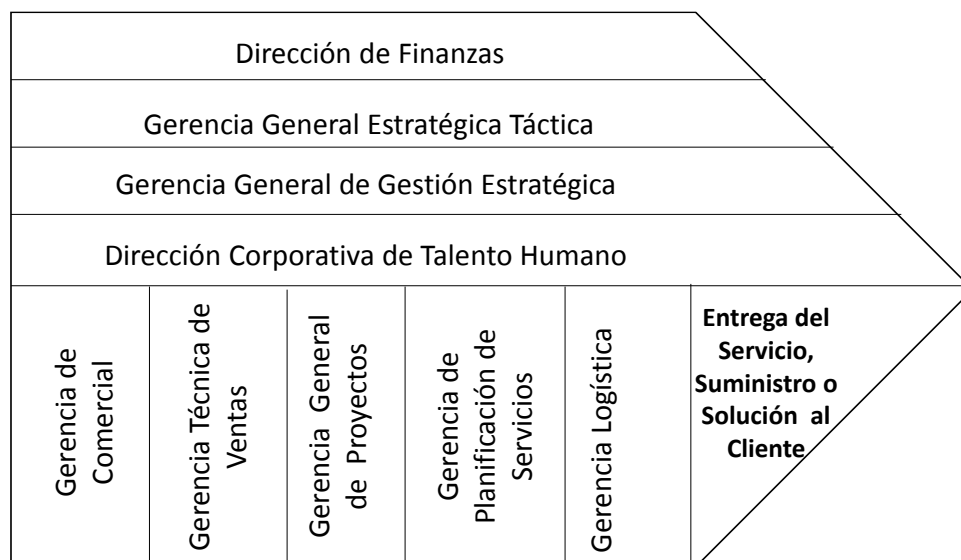 Dirección de Finanzas
Gerencia General Estratégica Táctica
Gerencia General de Gestión Estratégica
Dirección Corporativa de Talento Humano
Gerencia de
Comercial
Gerencia Técnica de
Ventas
Gerencia General
de Proyectos
Gerencia de
Planificación de
Servicios
Gerencia Logística
Entrega del
Servicio,
Suministro o
Solución al
Cliente